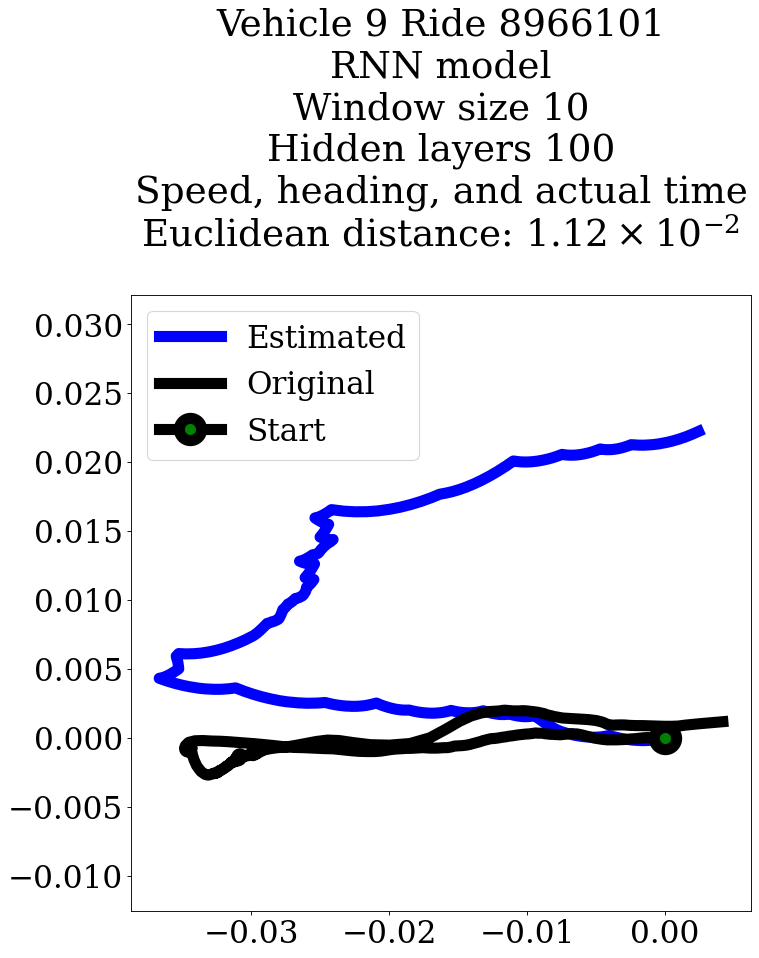 Vehicle 9 Ride 8966101
RNN model
Window size 10
Hidden layers 100
Speed, heading, and actual time
Euclidean distance: 1.12 × 10⁻²
Estimated
Original
Start
0.030
0.025
0.020
0.015
0.010
0.005
0.000
−0.005
−0.010
−0.03 −0.02 −0.01 0.00